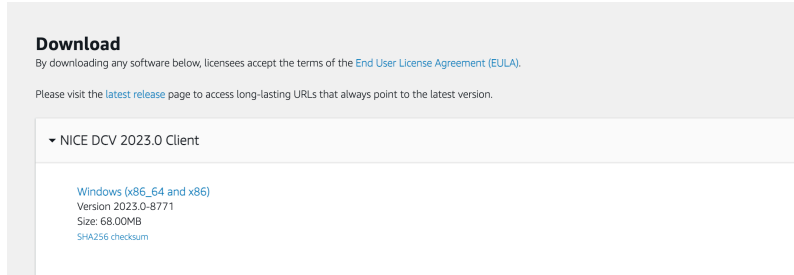 Download
By downloading any software below, licensees accept the terms of the End User License Agreement (EULA).
Please visit the latest release page to access long-lasting URLs that always point to the latest version.
NICE DCV 2023.0 Client
Windows (x86_64 and x86)
Version 2023.0-8771
Size: 68.00MB
SHA256 checksum